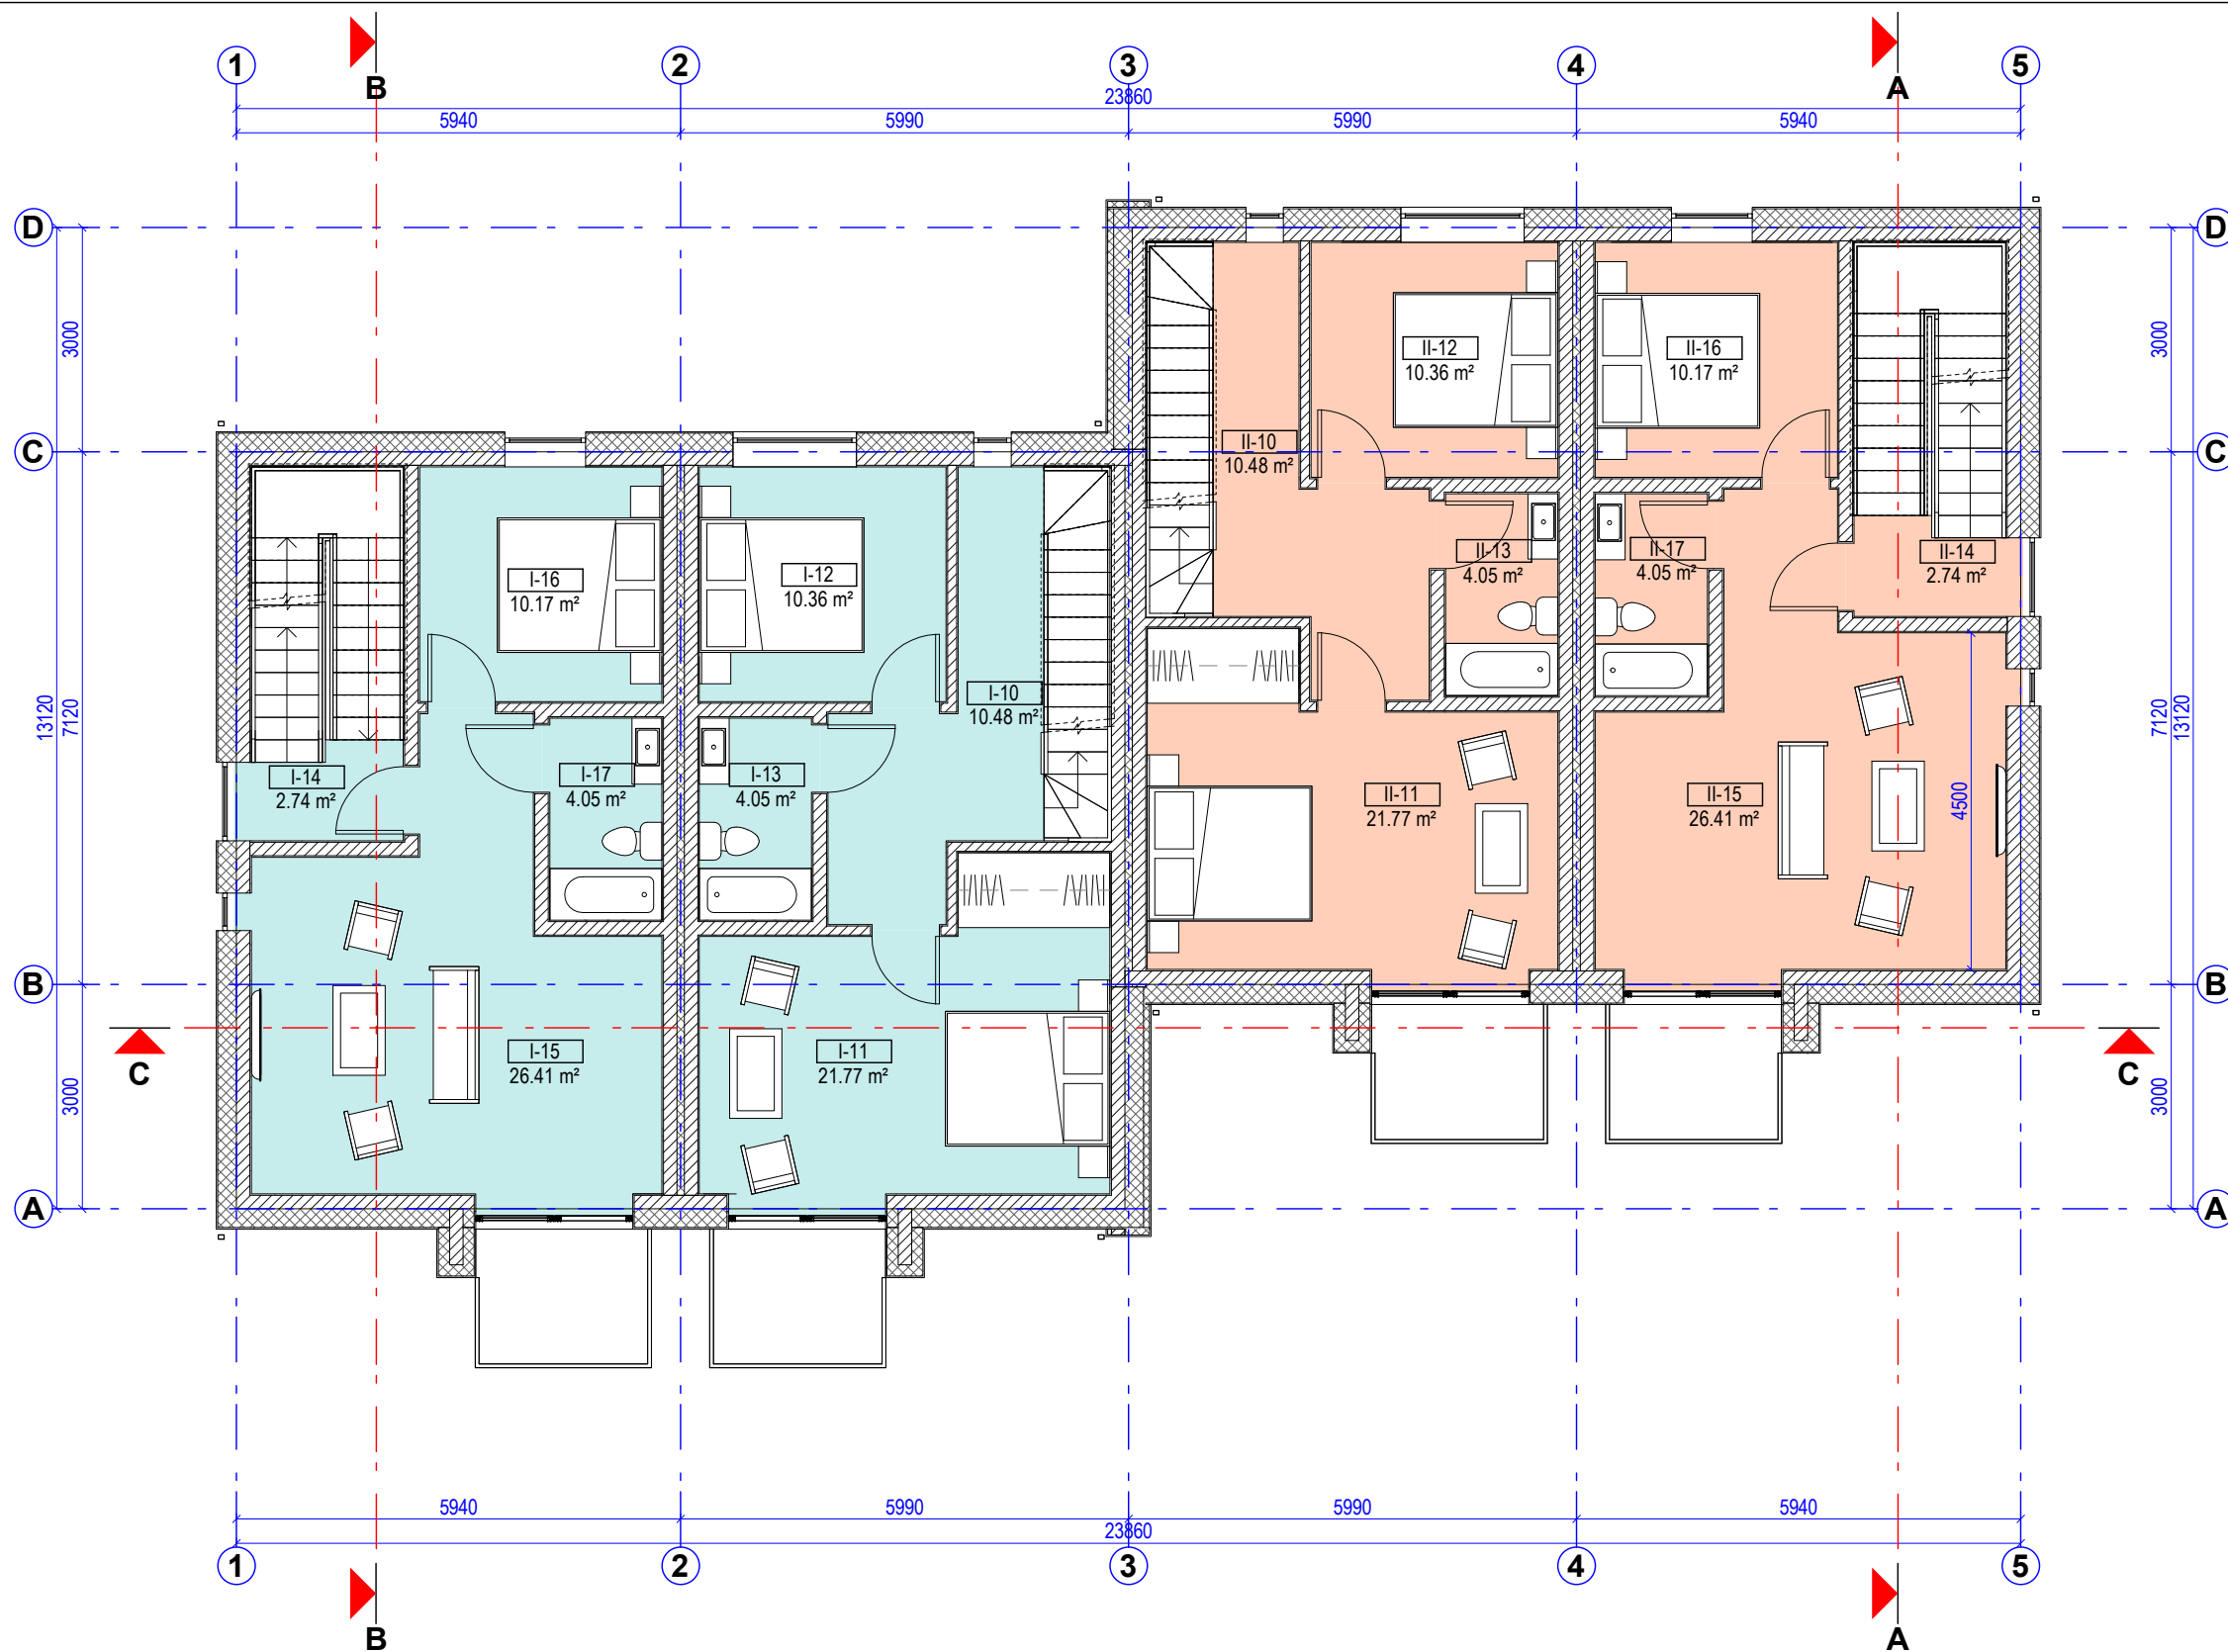 B
A
1
2
3
4
5
23860
5940
5990
5990
5940
D
D
3000
3000
II-12
10.36 m²
II-16
10.17 m²
C
II-10
10.48 m²
C
I-16
10.17 m²
I-12
10.36 m²
II-13
4.05 m²
II-17
4.05 m²
II-14
2.74 m²
I-10
10.48 m²
13120
7120
7120
13120
I-14
2.74 m²
I-17
4.05 m²
I-13
4.05 m²
II-11
21.77 m²
II-15
26.41 m²
4500
B
B
C
I-15
26.41 m²
I-11
21.77 m²
C
3000
3000
A
A
5940
5990
5990
5940
23860
1
2
3
4
5
B
A